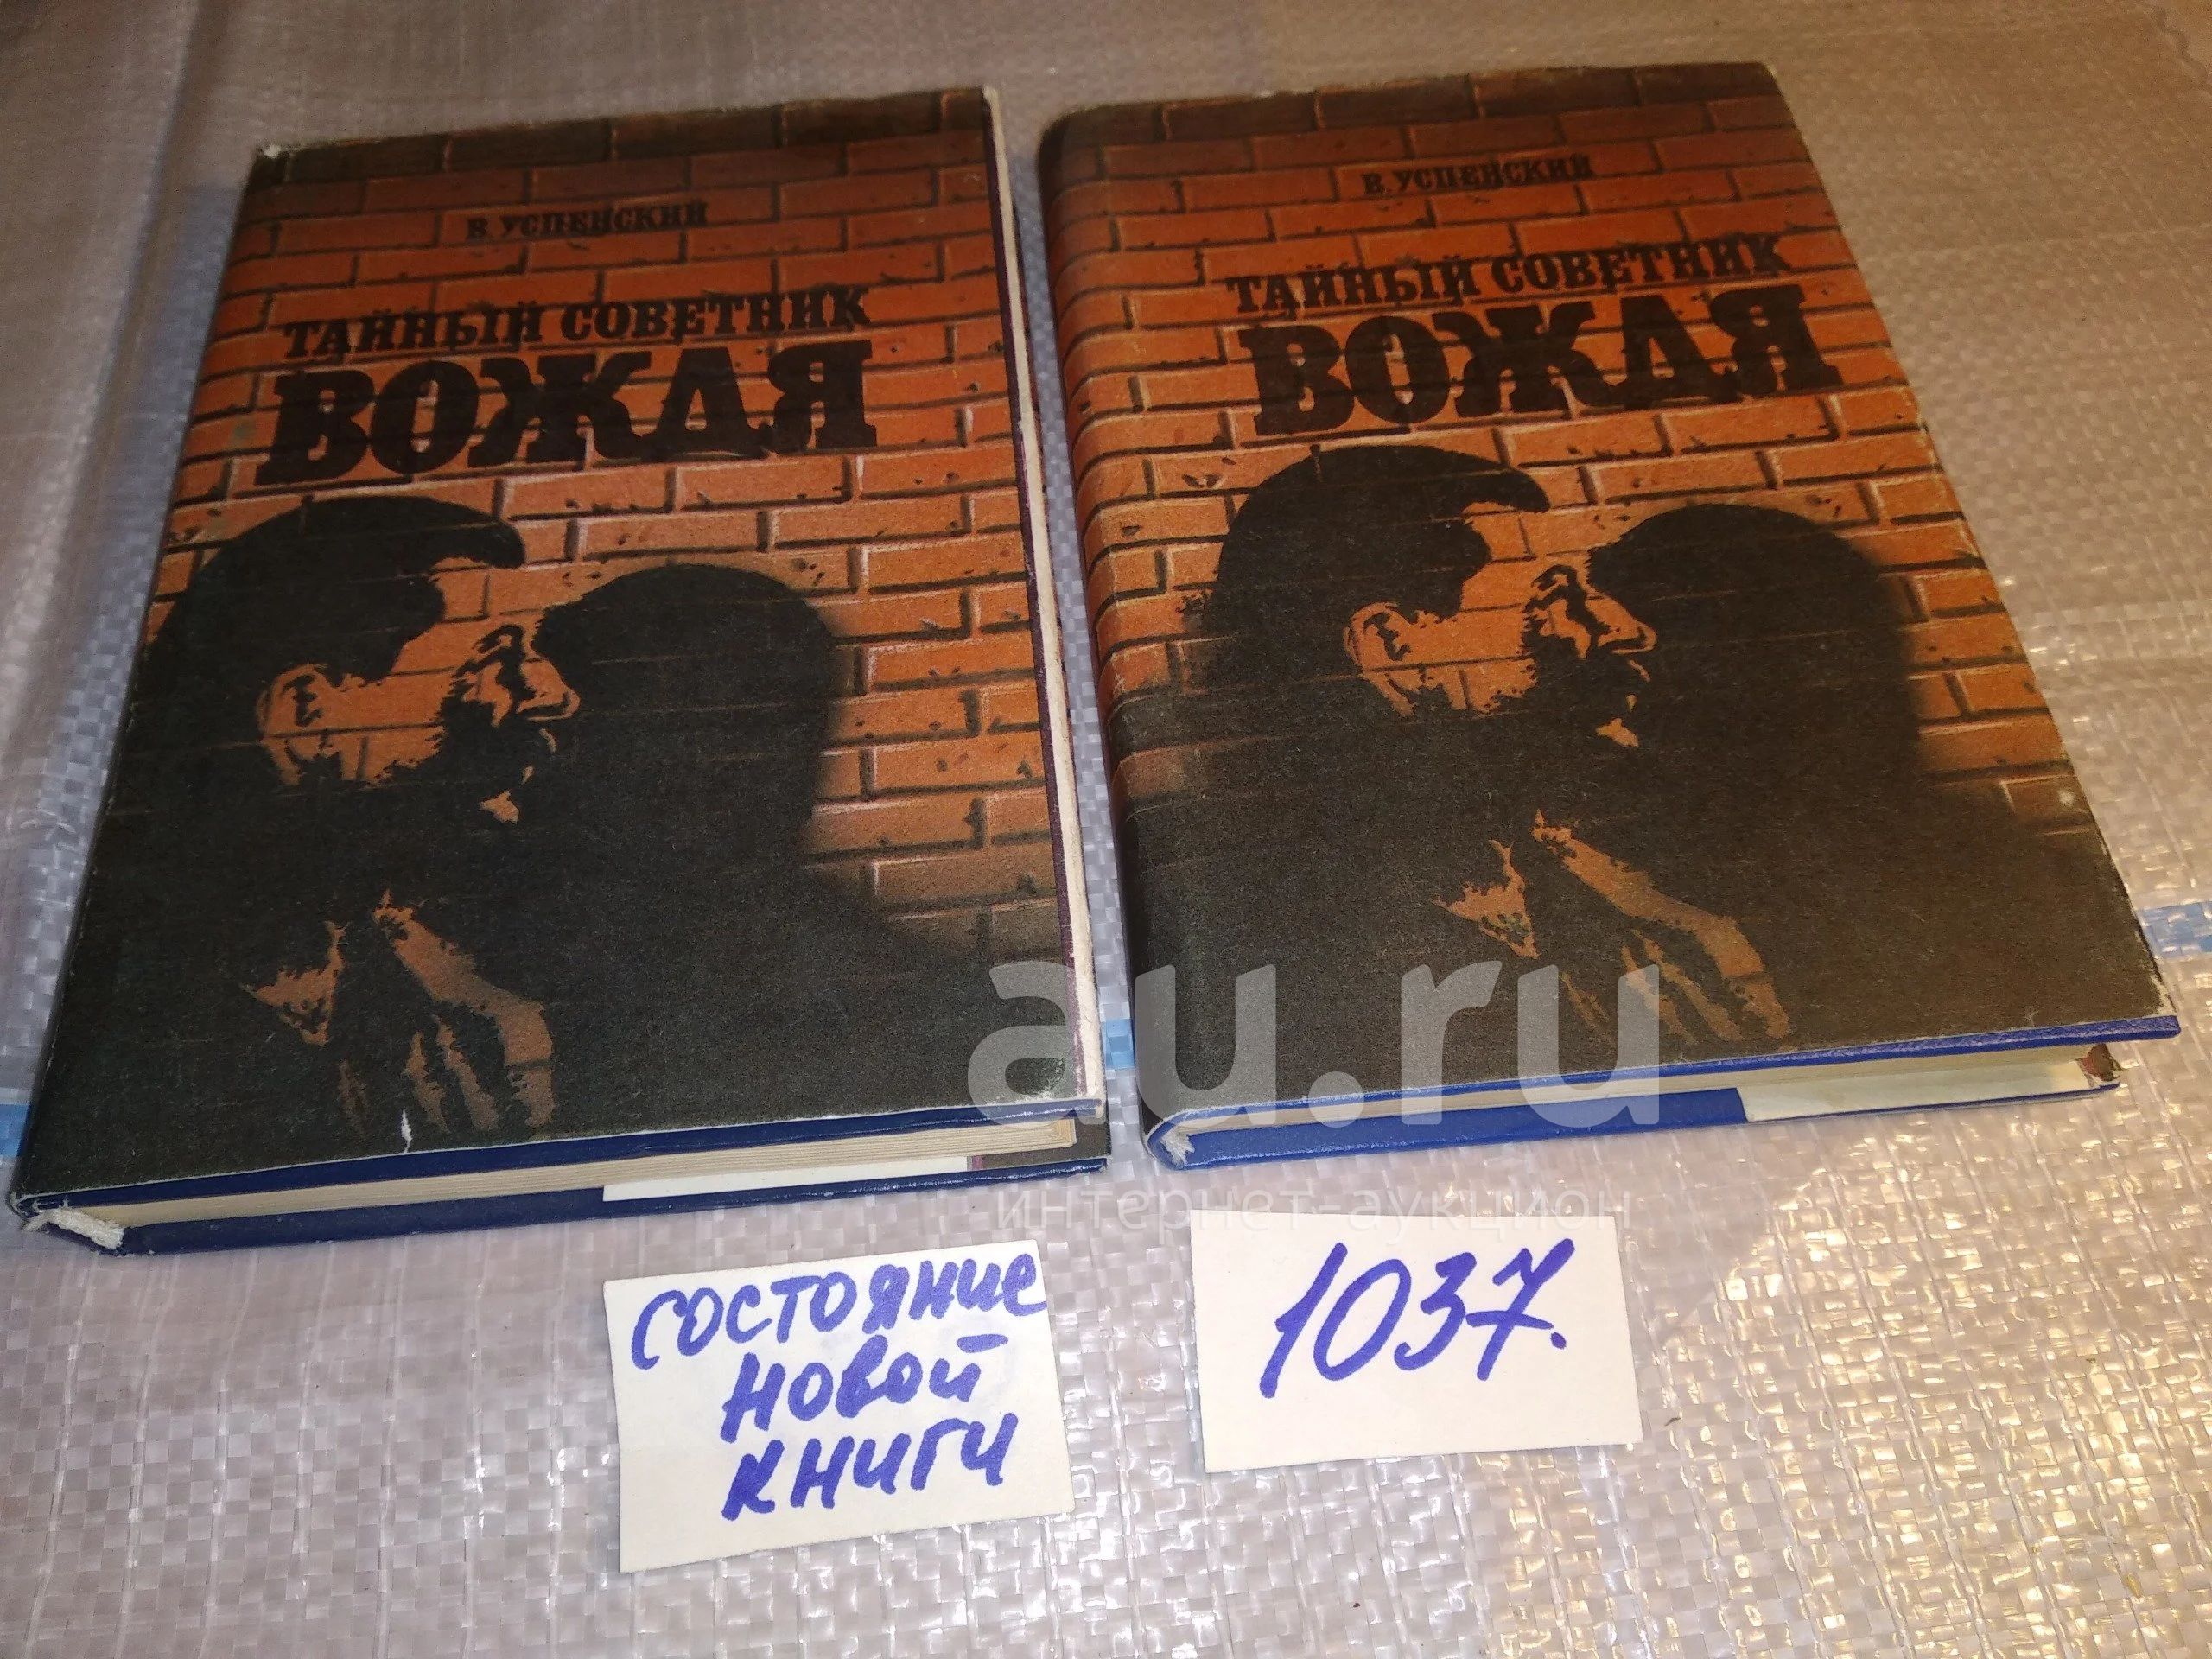 В. УСПЕНСКИЙ
ТАЙНЫЙ СОВЕТНИК
ВОЖДЯ
В. УСПЕНСКИЙ
ТАЙНЫЙ СОВЕТНИК
ВОЖДЯ
au.ru
интернет-аукцион
состояние
новой
книги
1037.